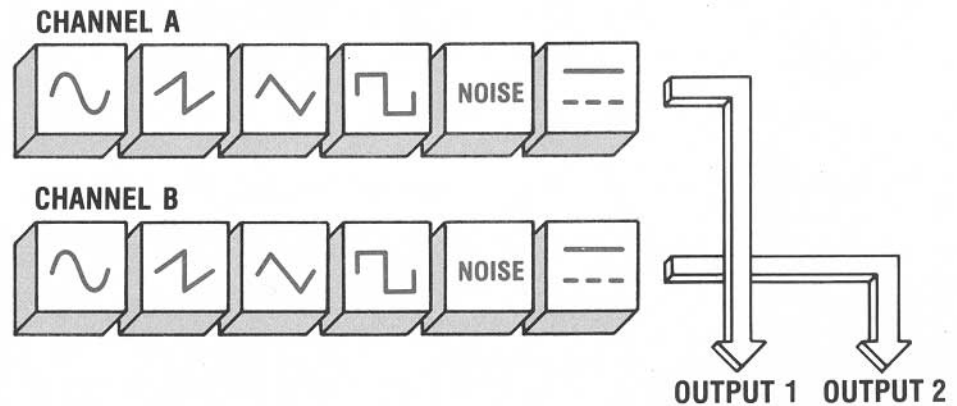 CHANNEL A
NOISE
CHANNEL B
NOISE
OUTPUT 1 OUTPUT 2